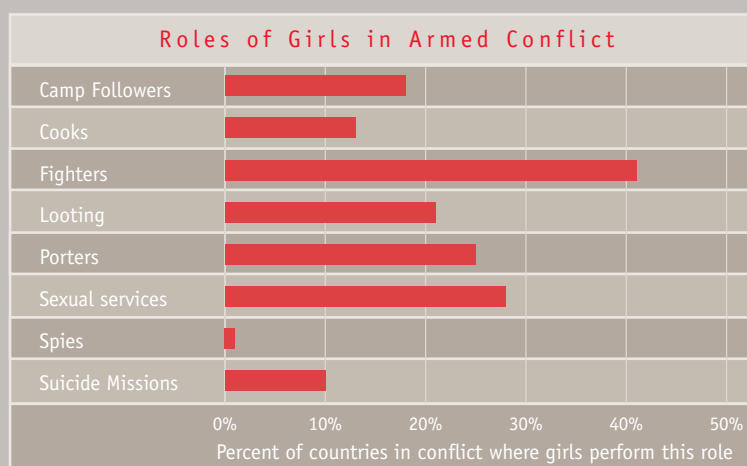 Roles of Girls in Armed Conflict
Camp Followers
Cooks
Fighters
Looting
Porters
Sexual services
Spies
Suicide Missions
0% 10% 20% 30% 40% 50%
Percent of countries in conflict where girls perform this role